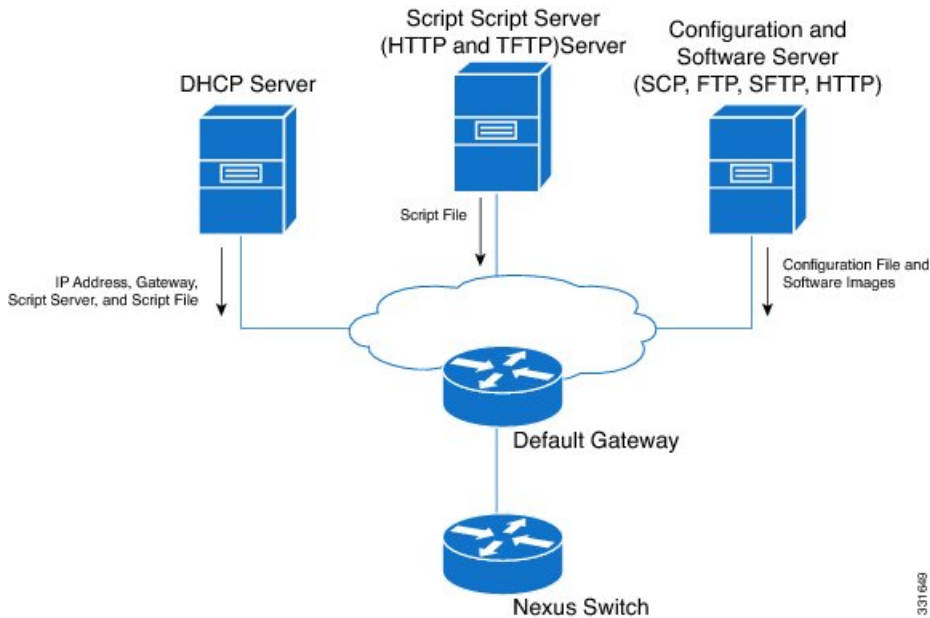 Script Script Server
(HTTP and TFTP)Server
Configuration and
Software Server
(SCP, FTP, SFTP, HTTP)
DHCP Server
Script File
IP Address, Gateway,
Script Server, and Script File
Configuration File and
Software Images
Default Gateway
Nexus Switch
331649